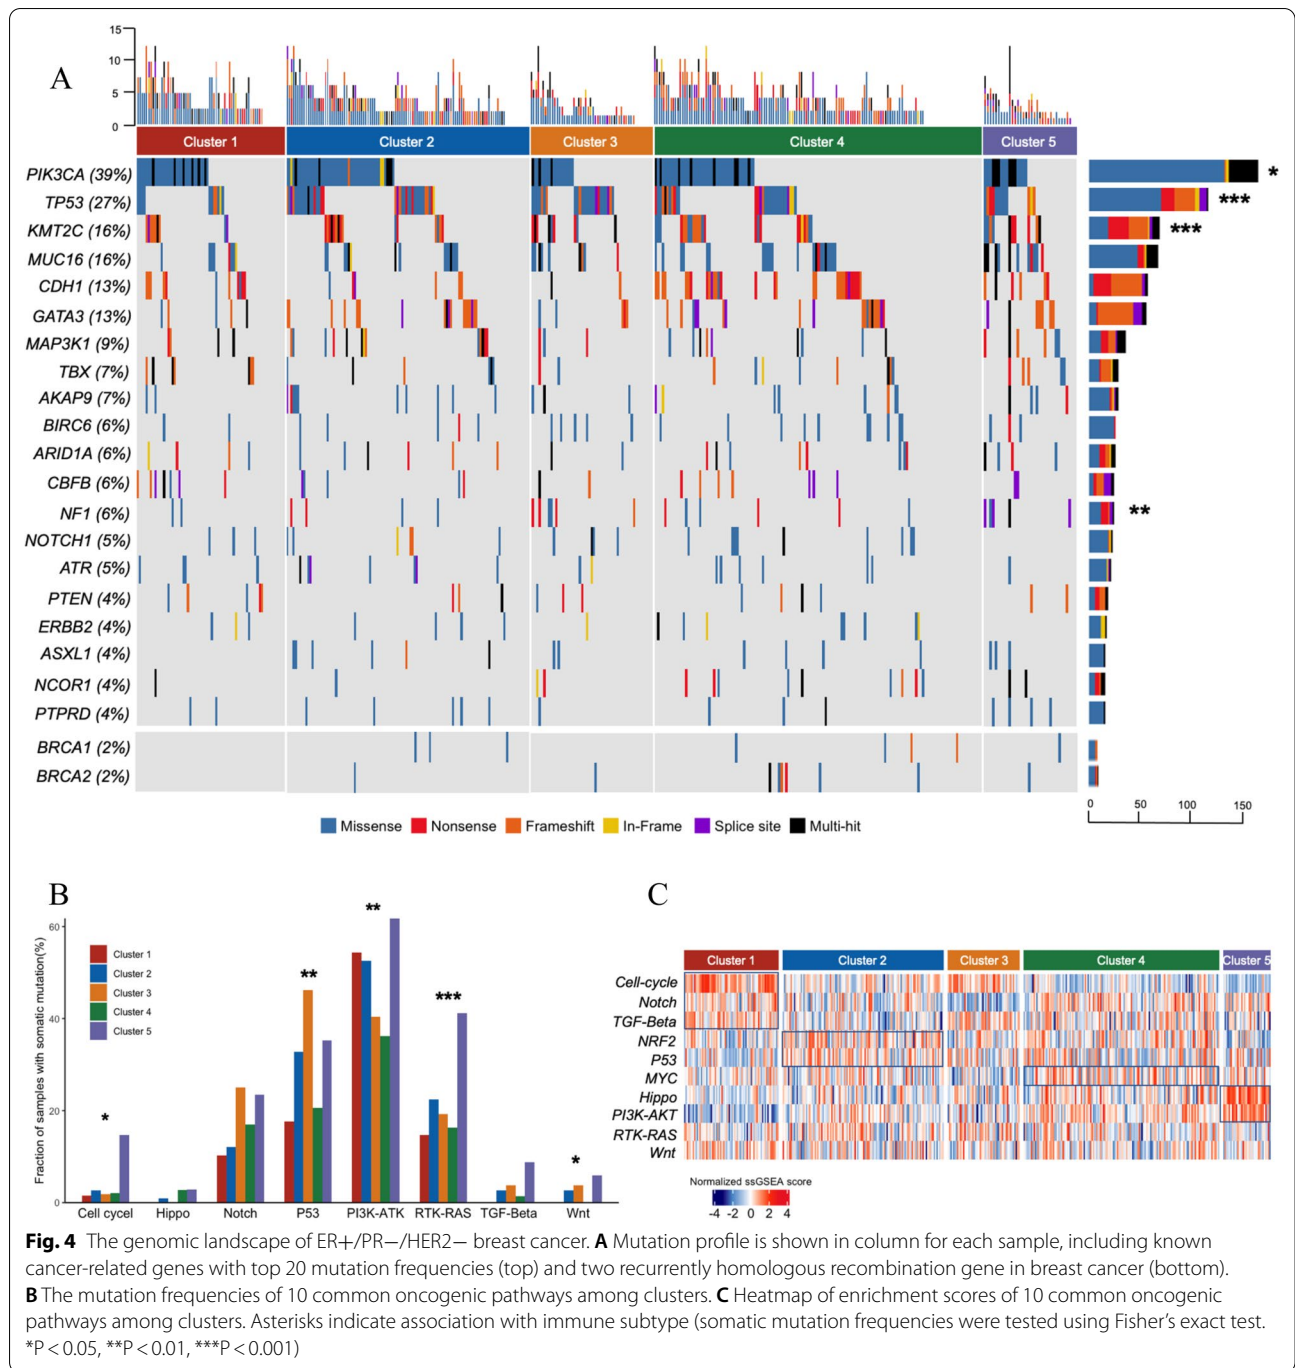 A
15
10
5
0
Cluster 1 Cluster 2 Cluster 3 Cluster 4 Cluster 5
PIK3CA (39%) *
TP53 (27%) ***
KMT2C (16%) ***
MUC16 (16%)
CDH1 (13%)
GATA3 (13%)
MAP3K1 (9%)
TBX (7%)
AKAP9 (7%)
BIRC6 (6%)
ARID1A (6%)
CBFB (6%)
NF1 (6%) **
NOTCH1 (5%)
ATR (5%)
PTEN (4%)
ERBB2 (4%)
ASXL1 (4%)
NCOR1 (4%)
PTPRD (4%)
BRCA1 (2%)
BRCA2 (2%)
0 50 100 150
Missense Nonsense Frameshift In-Frame Splice site Multi-hit
B
Fraction of samples with somatic mutation(%)
60
40
20
0
Cluster 1
Cluster 2
Cluster 3
Cluster 4
Cluster 5
* ** ** *** *
Cell cycel Hippo Notch P53 PI3K-ATK RTK-RAS TGF-Beta Wnt
C
Cluster 1 Cluster 2 Cluster 3 Cluster 4 Cluster 5
Cell-cycle
Notch
TGF-Beta
NRF2
P53
MYC
Hippo
PI3K-AKT
RTK-RAS
Wnt
Normalized ssGSEA score
-4 -2 0 2 4
Fig. 4 The genomic landscape of ER+/PR−/HER2− breast cancer. A Mutation profile is shown in column for each sample, including known
cancer-related genes with top 20 mutation frequencies (top) and two recurrently homologous recombination gene in breast cancer (bottom).
B The mutation frequencies of 10 common oncogenic pathways among clusters. C Heatmap of enrichment scores of 10 common oncogenic
pathways among clusters. Asterisks indicate association with immune subtype (somatic mutation frequencies were tested using Fisher's exact test.
*P < 0.05, **P < 0.01, ***P < 0.001)